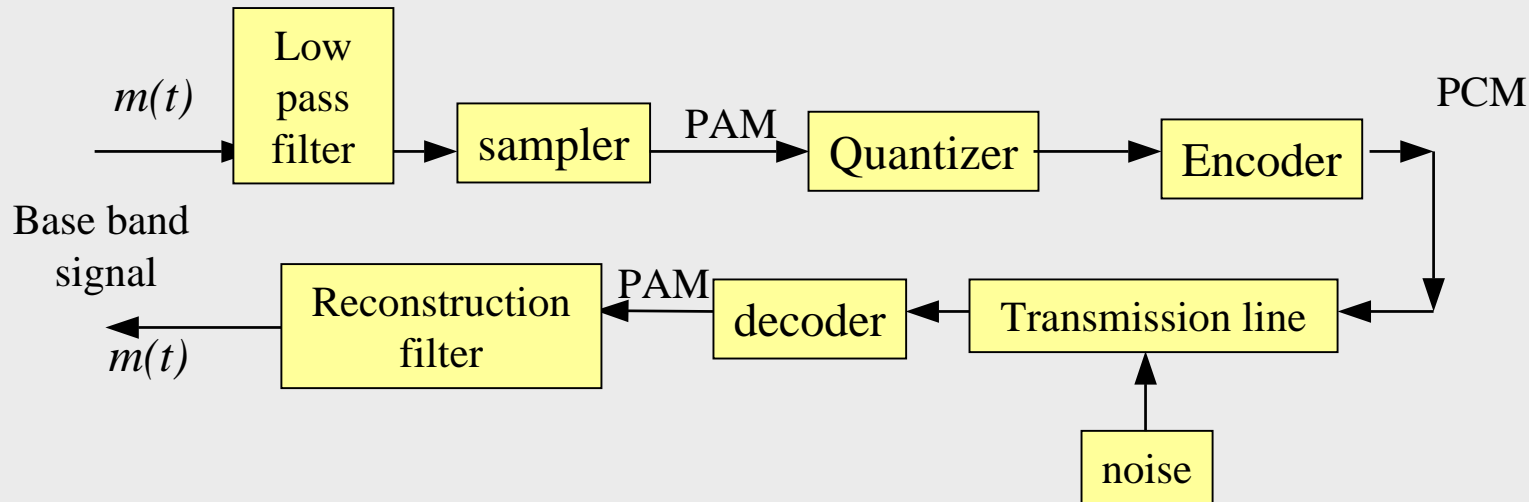 m(t)
Low
pass
filter
sampler
PAM
Quantizer
Encoder
PCM
Base band
signal
m(t)
Reconstruction
filter
PAM
decoder
Transmission line
noise